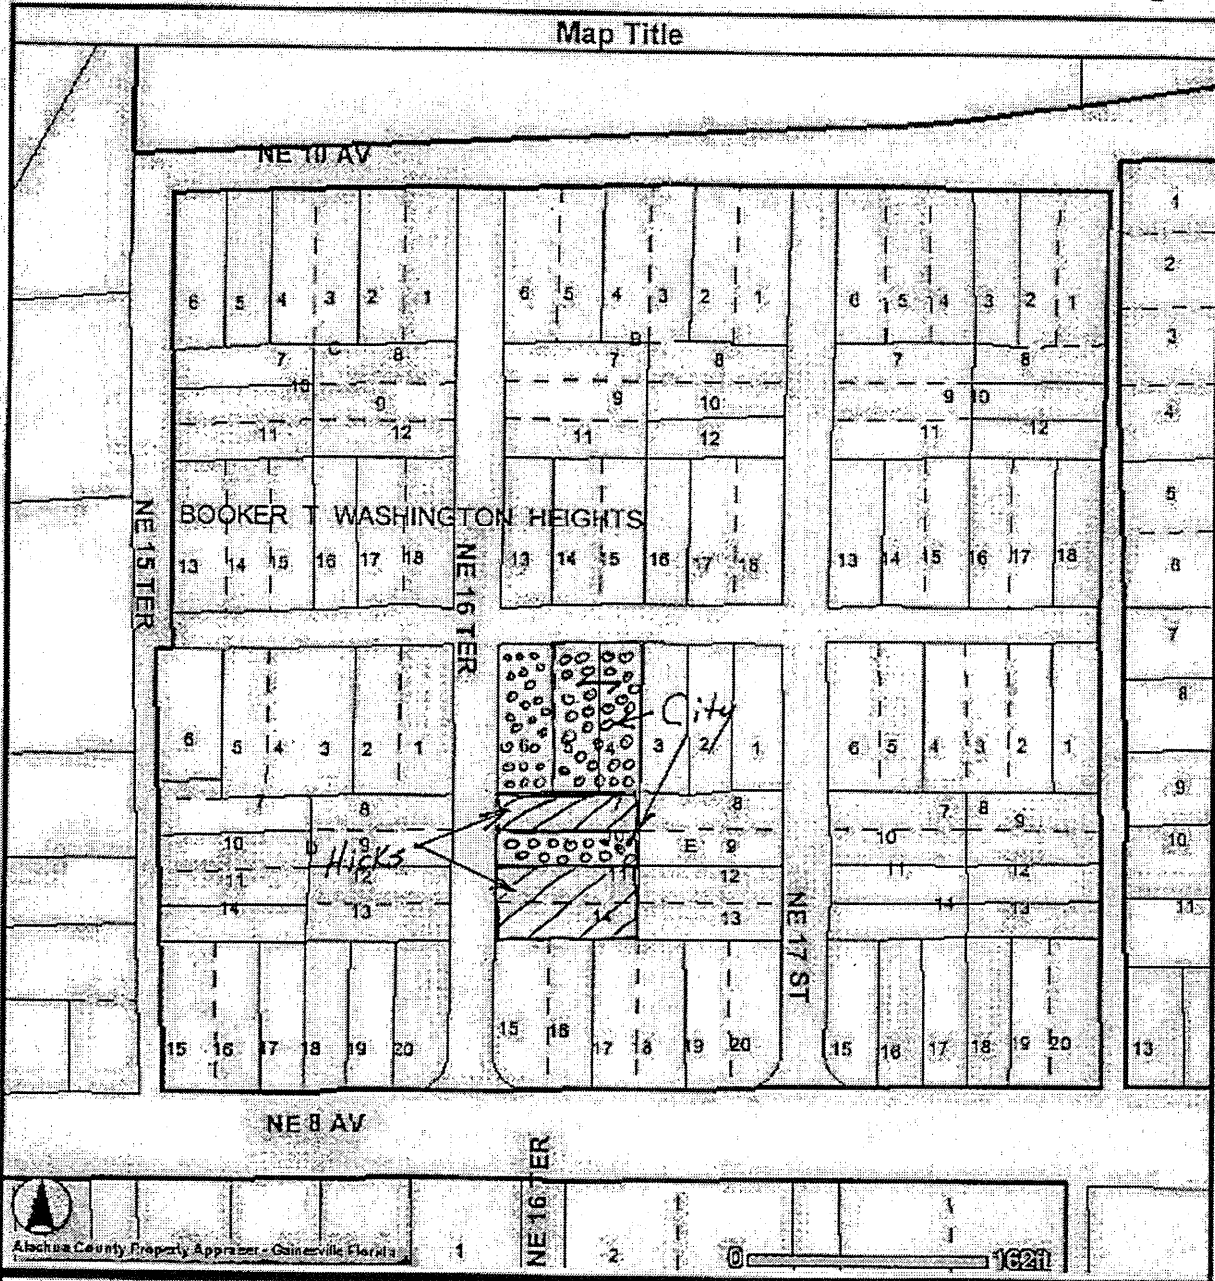 Map Title
NE 10 AV
1
2
6 5 4 3 2 1 6 5 4 3 2 1 6 5 4 3 2 1
3
C B
7 8 7 8 7 8
10 9 9 10 9 10
4
11 12 11 12 11 12
5
BOOKER T WASHINGTON HEIGHTS
NE 15 TER
NE 16 TER
13 14 15 16 17 18 13 14 15 16 17 18 13 14 15 16 17 18
6
7
8
City
6 5 4 3 2 1 6 5 4 3 2 1 6 5 4 3 2 1
9
7 8 7 8 7 8 9
10 D 9 E 9 10 10
Hicks
11 12 11 12 11 12
14 13 14 13 14 13 11
NE 17 ST
15 16 17 18 19 20 15 16 17 18 19 20 15 16 17 18 19 20 13
NE 8 AV
NE 16 TER
1 2
Alachua County Property Appraiser - Gainesville Florida
0 162ft